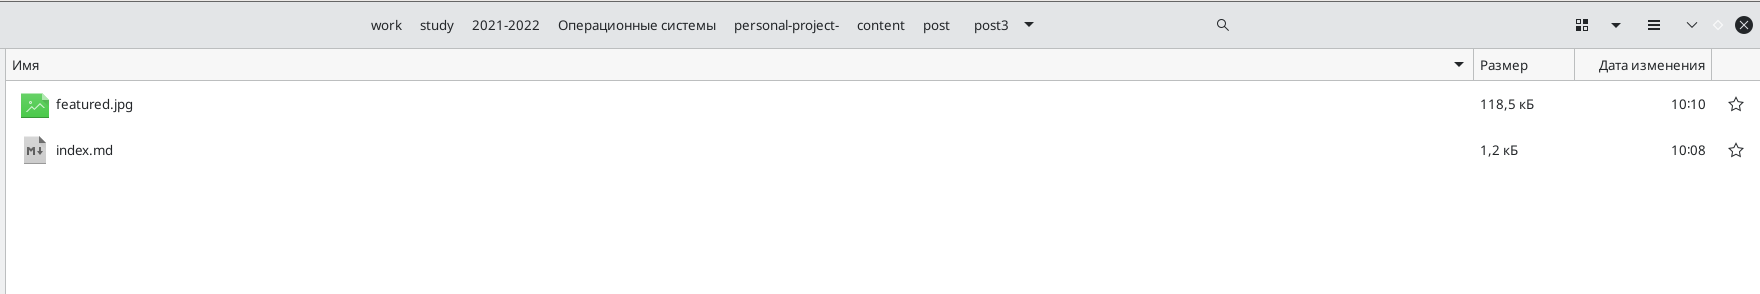 work study 2021-2022 Операционные системы personal-project- content post post3
Имя Размер Дата изменения
featured.jpg 118,5 кБ 10:10
index.md 1,2 кБ 10:08